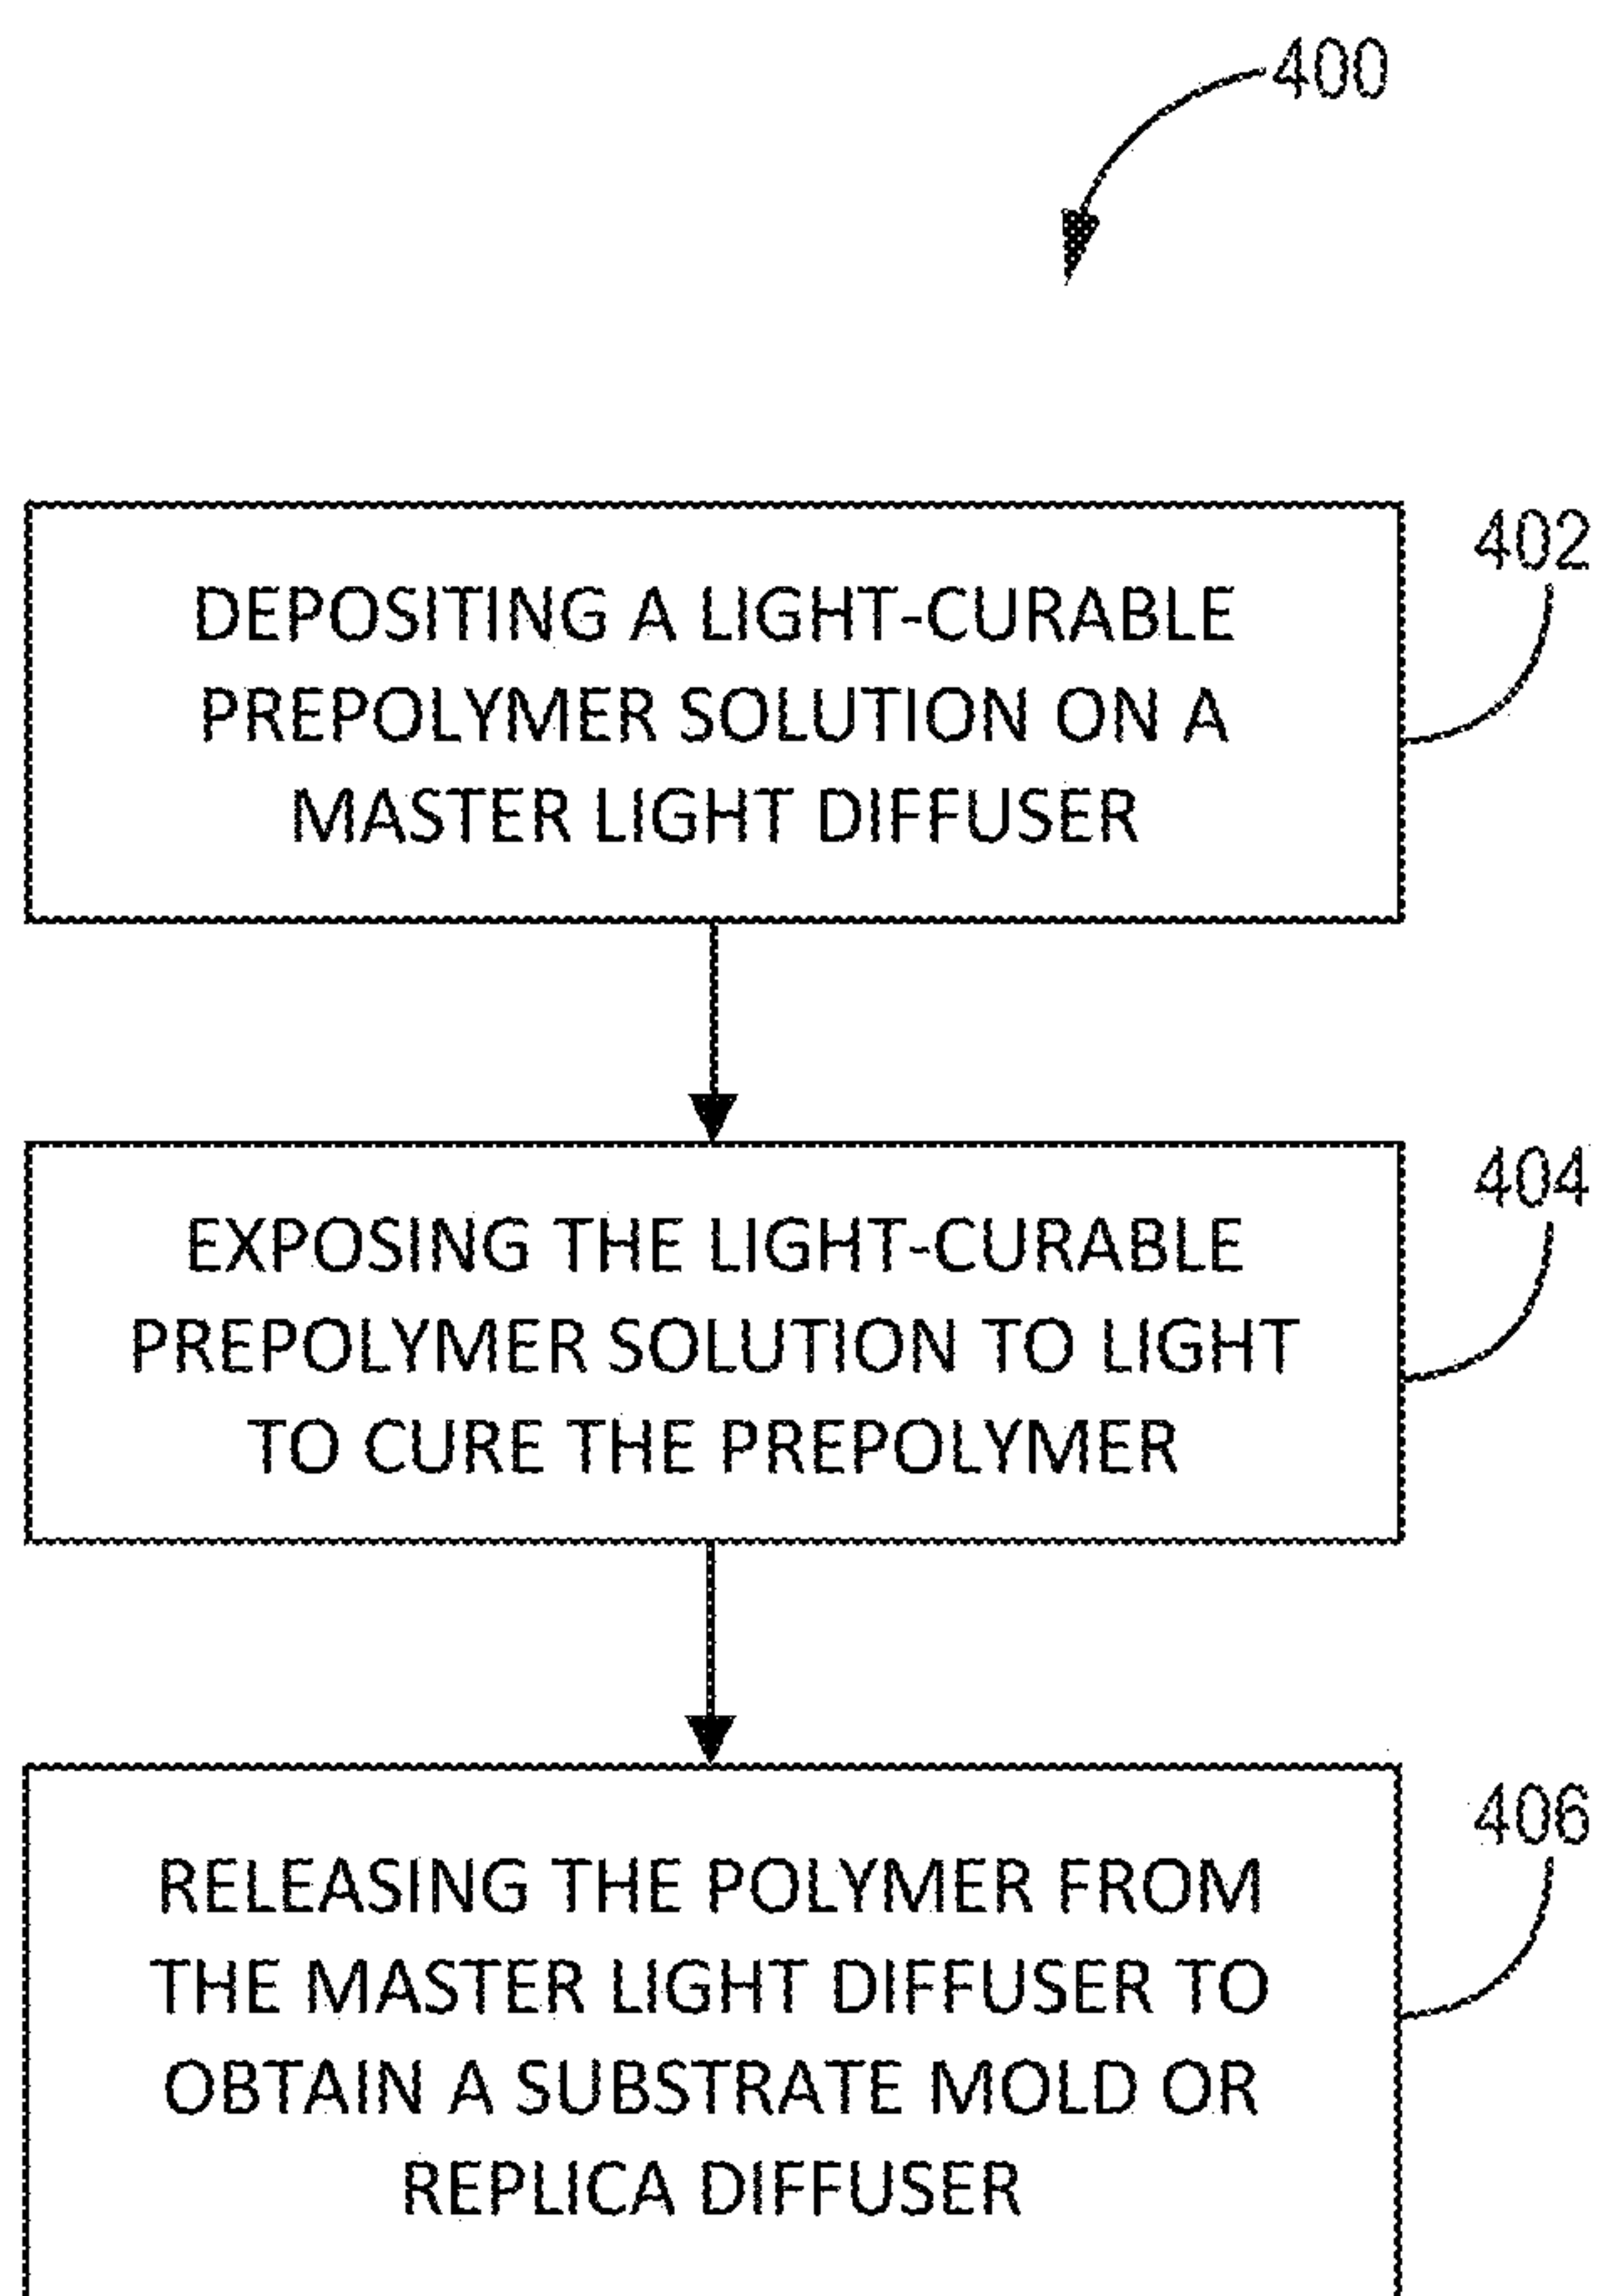 400
402
DEPOSITING A LIGHT-CURABLE
PREPOLYMER SOLUTION ON A
MASTER LIGHT DIFFUSER
404
EXPOSING THE LIGHT-CURABLE
PREPOLYMER SOLUTION TO LIGHT
TO CURE THE PREPOLYMER
406
RELEASING THE POLYMER FROM
THE MASTER LIGHT DIFFUSER TO
OBTAIN A SUBSTRATE MOLD OR
REPLICA DIFFUSER